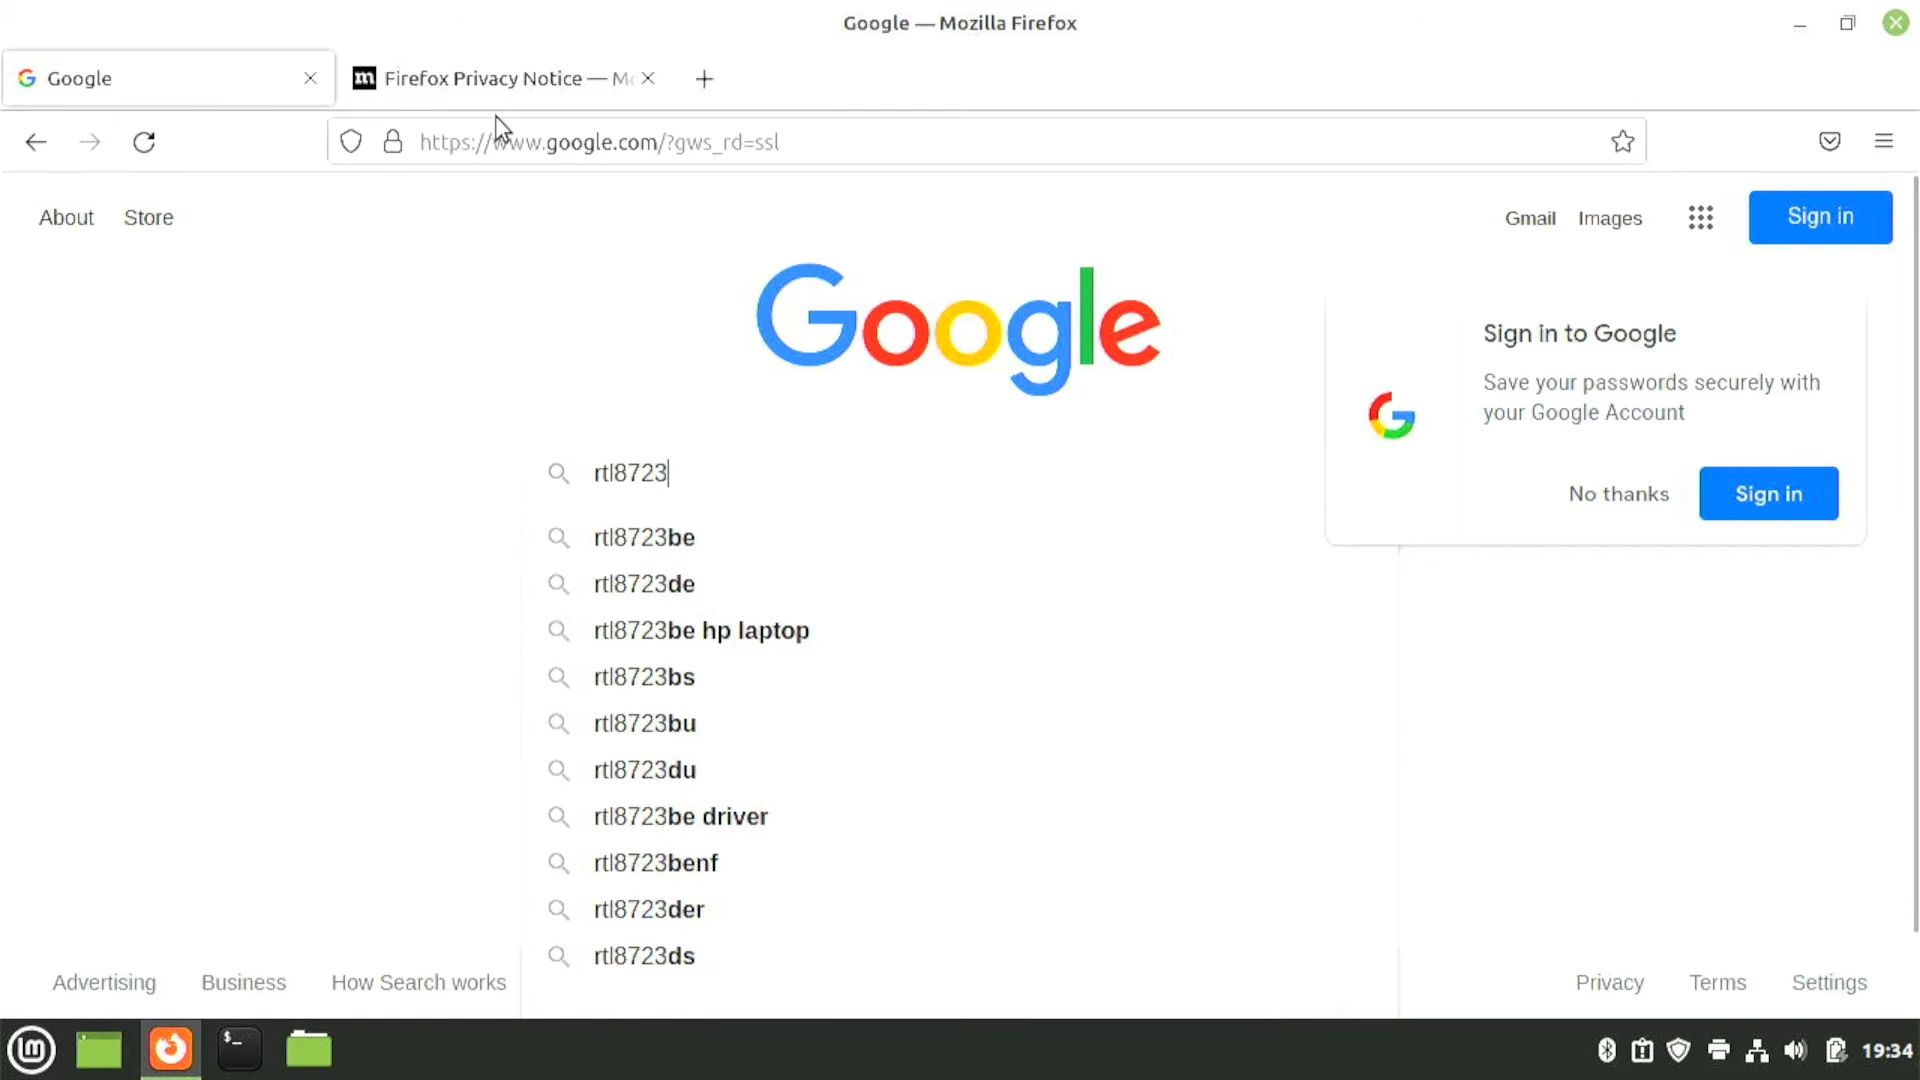 Google — Mozilla Firefox
Google
m Firefox Privacy Notice — Mo
https://www.google.com/?gws_rd=ssl
About Store
Gmail Images Sign in
Google
Sign in to Google
Save your passwords securely with
your Google Account
No thanks Sign in
rtl8723
rtl8723be
rtl8723de
rtl8723be hp laptop
rtl8723bs
rtl8723bu
rtl8723du
rtl8723be driver
rtl8723benf
rtl8723der
rtl8723ds
Advertising Business How Search works
Privacy Terms Settings
$_
19:34